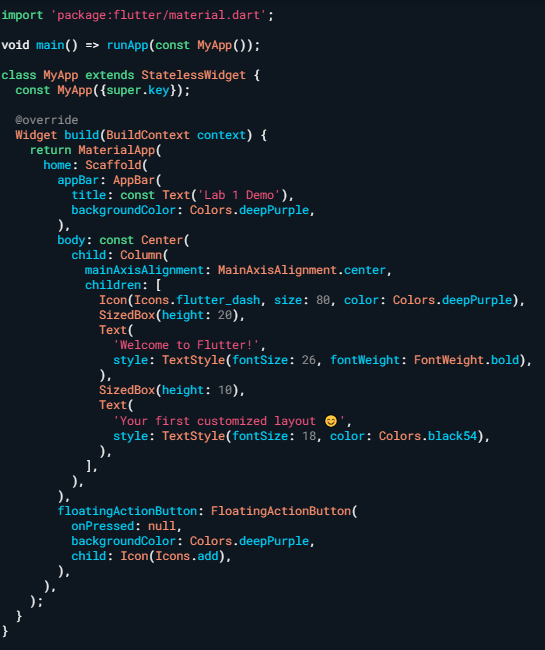 import 'package:flutter/material.dart';

void main() => runApp(const MyApp());

class MyApp extends StatelessWidget {
  const MyApp({super.key});

  @override
  Widget build(BuildContext context) {
    return MaterialApp(
      home: Scaffold(
        appBar: AppBar(
          title: const Text('Lab 1 Demo'),
          backgroundColor: Colors.deepPurple,
        ),
        body: const Center(
          child: Column(
            mainAxisAlignment: MainAxisAlignment.center,
            children: [
              Icon(Icons.flutter_dash, size: 80, color: Colors.deepPurple),
              SizedBox(height: 20),
              Text(
                'Welcome to Flutter!',
                style: TextStyle(fontSize: 26, fontWeight: FontWeight.bold),
              ),
              SizedBox(height: 10),
              Text(
                'Your first customized layout 😊',
                style: TextStyle(fontSize: 18, color: Colors.black54),
              ),
            ],
          ),
        ),
        floatingActionButton: FloatingActionButton(
          onPressed: null,
          backgroundColor: Colors.deepPurple,
          child: Icon(Icons.add),
        ),
      ),
    );
  }
}